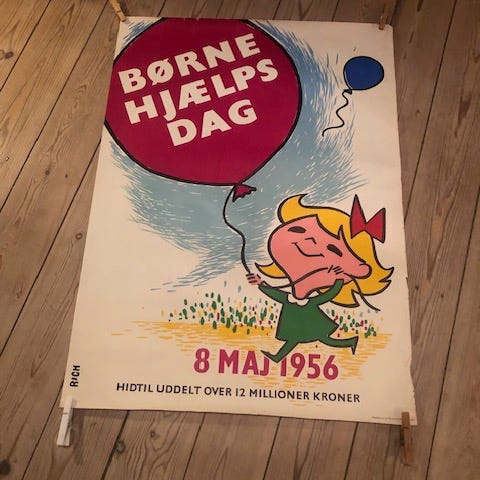 BØRNE
HJÆLPS
DAG
8 MAJ 1956
HIDTIL UDDELT OVER 12 MILLIONER KRONER
RICH